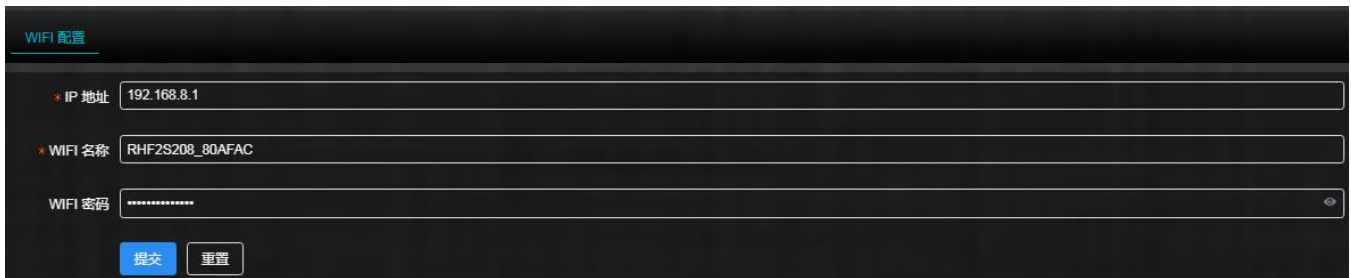 WIFI 配置
* IP 地址 192.168.8.1
* WIFI 名称 RHF2S208_80AFAC
WIFI 密码 ••••••••••••••
提交 重置